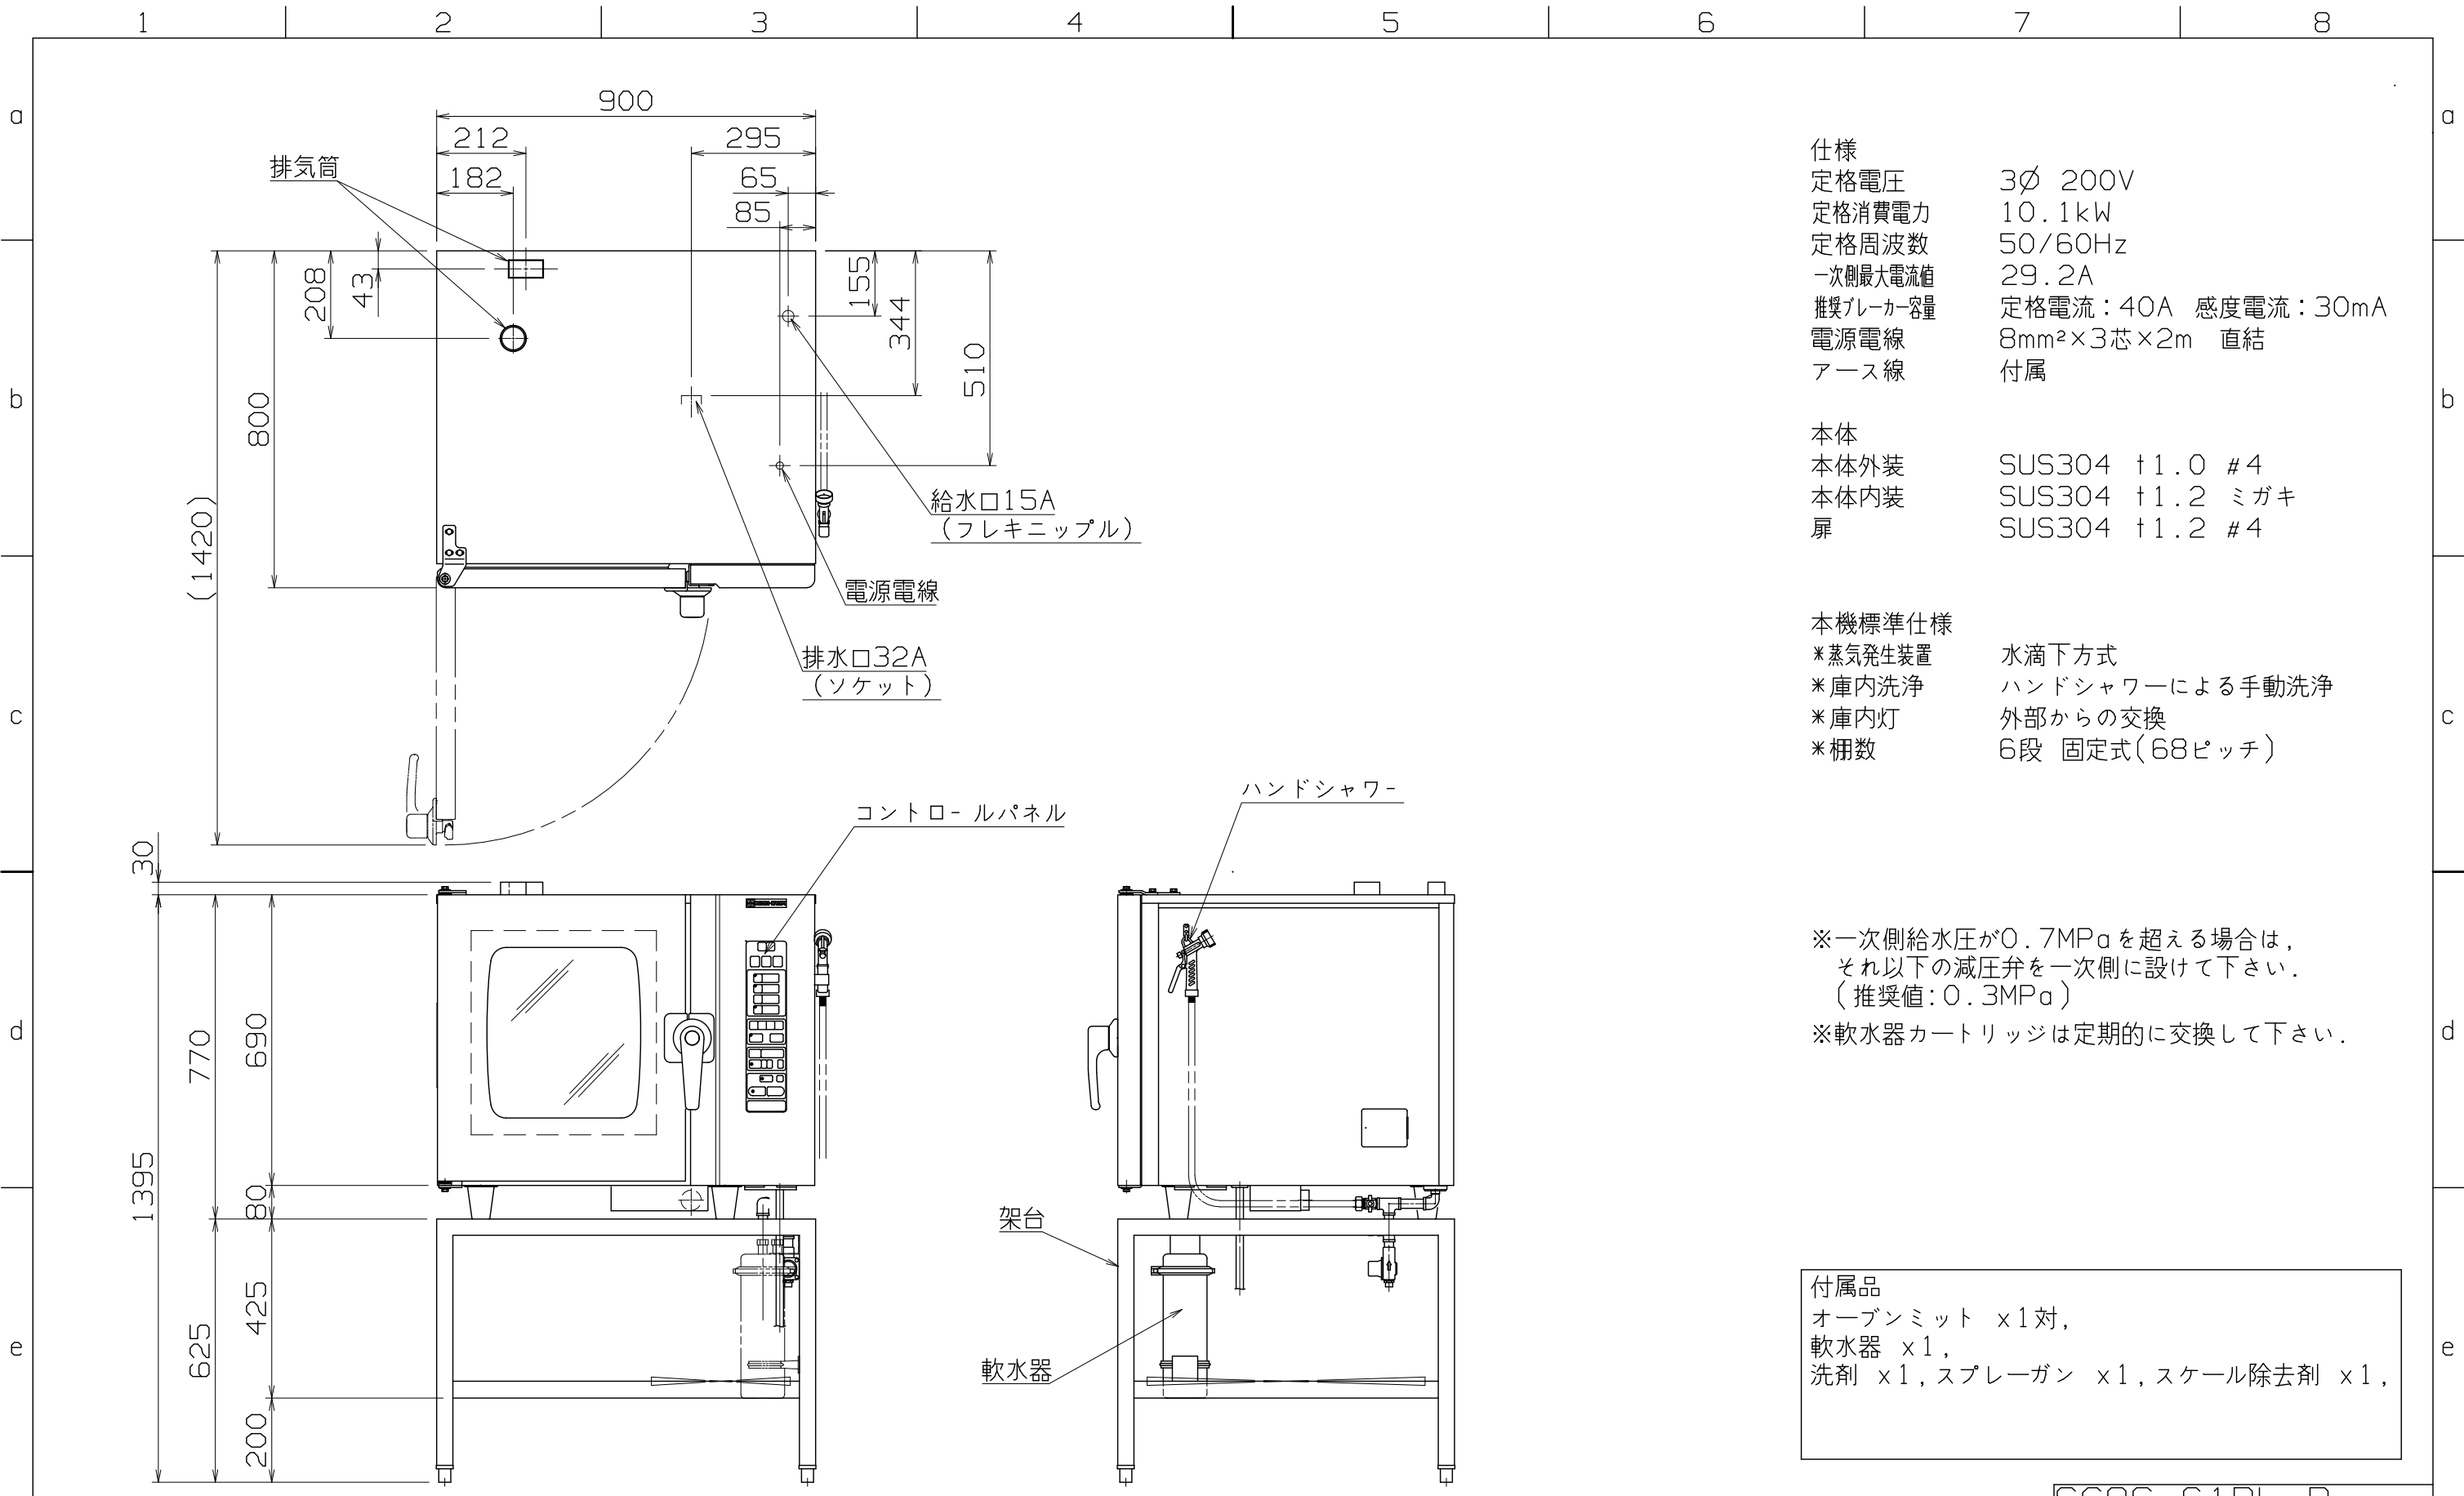 1 2 3 4 5 6 7 8
a a
b b
c c
d d
e e
900
212 295
182 65
85
排気筒
208
43
155
344
510
800
(1420)
給水口15A
(フレキニップル)
電源電線
排水口32A
(ソケット)
コントロールパネル
ハンドシャワー
30
690
770
1395
80
425
625
200
架台
軟水器
仕様
定格電圧 3∅ 200V
定格消費電力 10.1kW
定格周波数 50/60Hz
一次側最大電流値 29.2A
推奨ブレーカー容量 定格電流:40A 感度電流:30mA
電源電線 8mm²×3芯×2m 直結
アース線 付属
本体
本体外装 SUS304 t1.0 #4
本体内装 SUS304 t1.2 ミガキ
扉 SUS304 t1.2 #4
本機標準仕様
*蒸気発生装置 水滴下方式
*庫内洗浄 ハンドシャワーによる手動洗浄
*庫内灯 外部からの交換
*棚数 6段 固定式(68ピッチ)
※一次側給水圧が0.7MPaを超える場合は,
それ以下の減圧弁を一次側に設けて下さい.
(推奨値:0.3MPa)
※軟水器カートリッジは定期的に交換して下さい.
付属品
オーブンミット x1対,
軟水器 x1,
洗剤 x1,スプレーガン x1,スケール除去剤 x1,